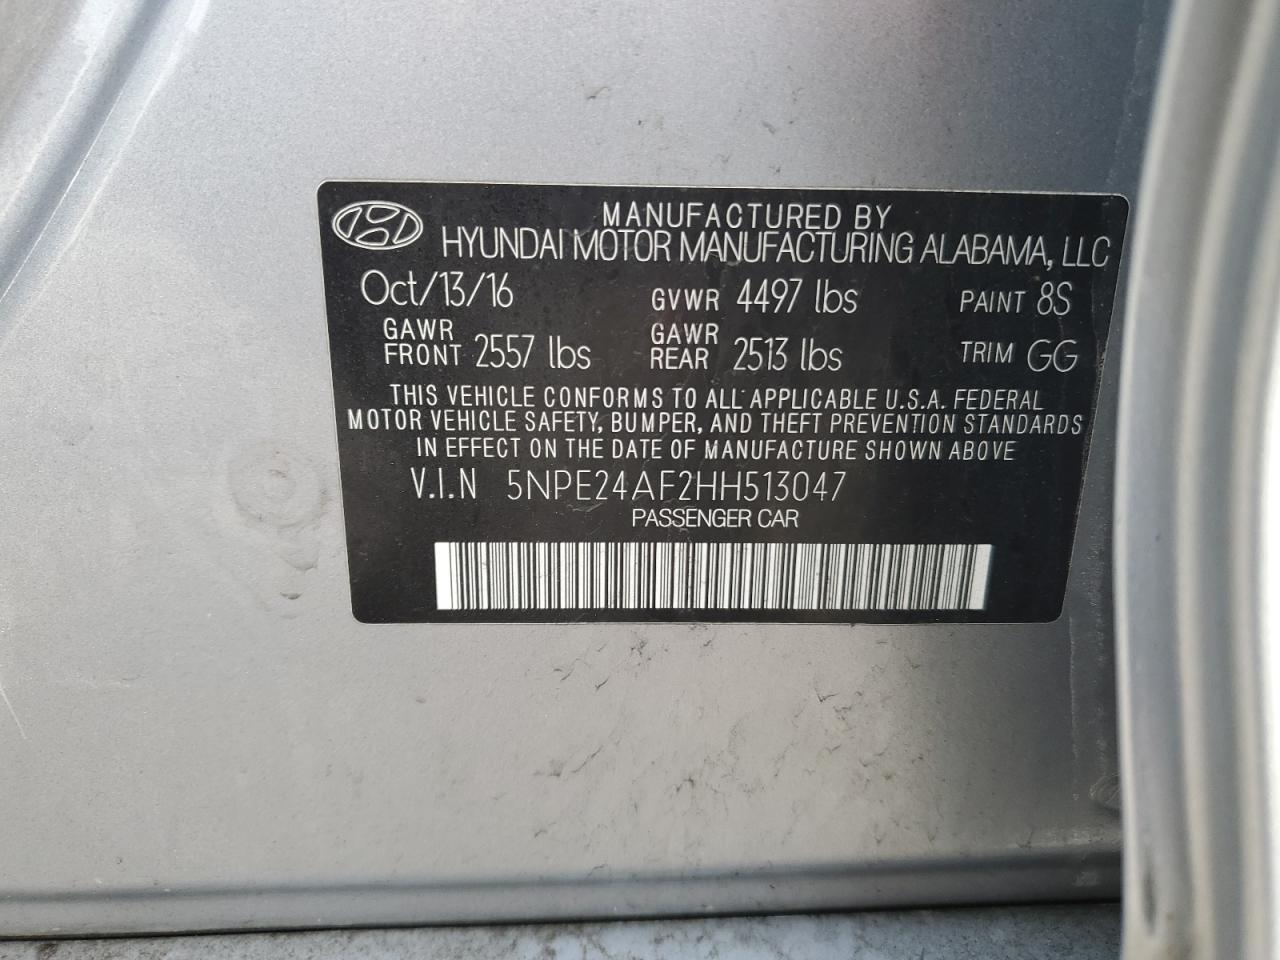 MANUFACTURED BY
HYUNDAI MOTOR MANUFACTURING ALABAMA, LLC
Oct/13/16 GVWR 4497 lbs PAINT 8S
GAWR FRONT 2557 lbs GAWR REAR 2513 lbs TRIM GG
THIS VEHICLE CONFORMS TO ALL APPLICABLE U.S.A. FEDERAL
MOTOR VEHICLE SAFETY, BUMPER, AND THEFT PREVENTION STANDARDS
IN EFFECT ON THE DATE OF MANUFACTURE SHOWN ABOVE
V.I.N 5NPE24AF2HH513047
PASSENGER CAR